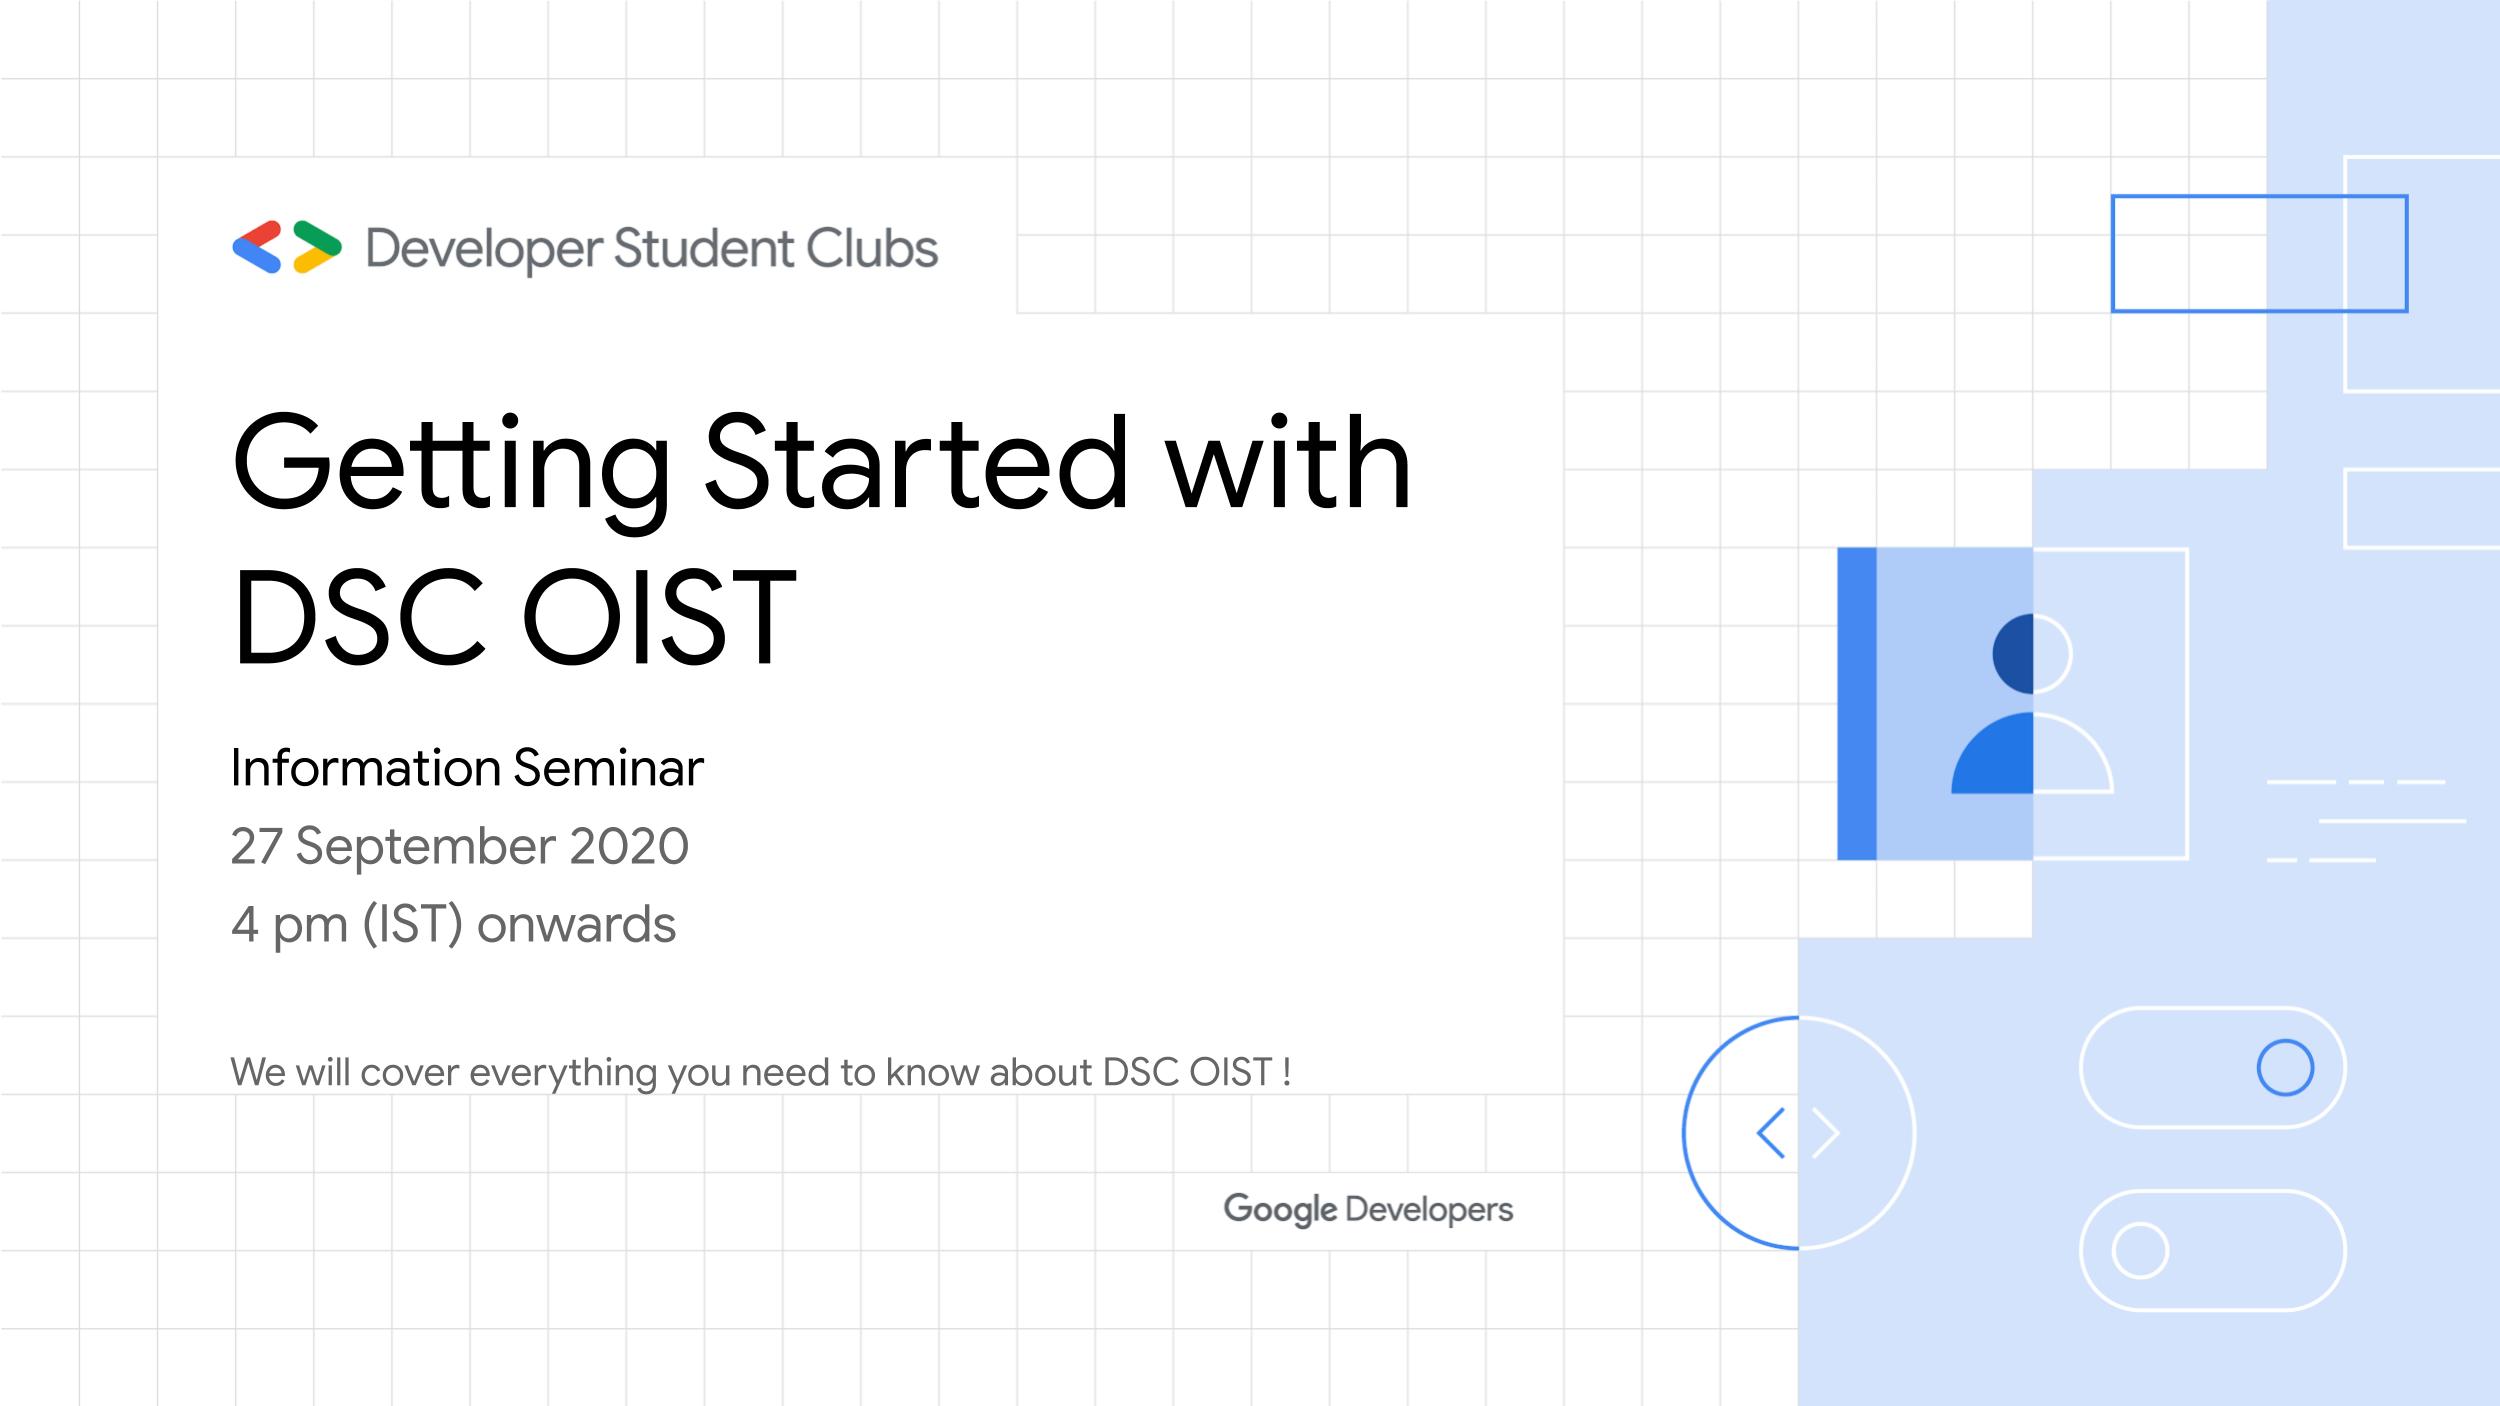 Developer Student Clubs
Getting Started with
DSC OIST
Information Seminar
27 September 2020
4 pm (IST) onwards
We will cover everything you need to know about DSC OIST !
Google Developers